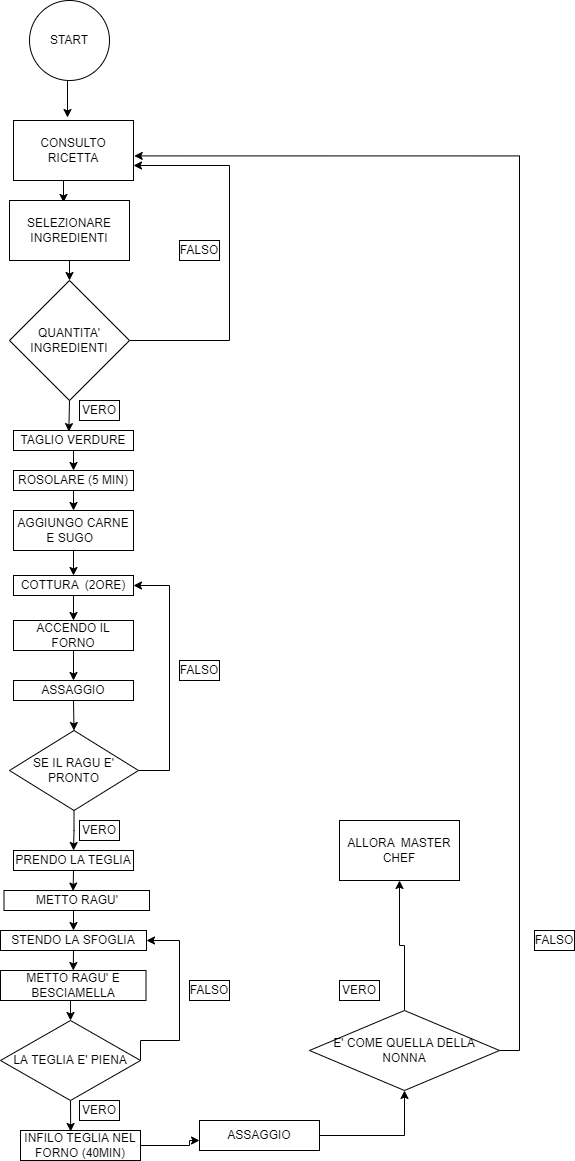 START
CONSULTO
RICETTA
SELEZIONARE
INGREDIENTI
FALSO
QUANTITA'
INGREDIENTI
VERO
TAGLIO VERDURE
ROSOLARE (5 MIN)
AGGIUNGO CARNE
E SUGO
COTTURA (2ORE)
ACCENDO IL
FORNO
FALSO
ASSAGGIO
SE IL RAGU E'
PRONTO
VERO
PRENDO LA TEGLIA
METTO RAGU'
STENDO LA SFOGLIA
METTO RAGU' E
BESCIAMELLA
FALSO
LA TEGLIA E' PIENA
VERO
INFILO TEGLIA NEL
FORNO (40MIN)
ASSAGGIO
E' COME QUELLA DELLA
NONNA
VERO
ALLORA MASTER
CHEF
FALSO